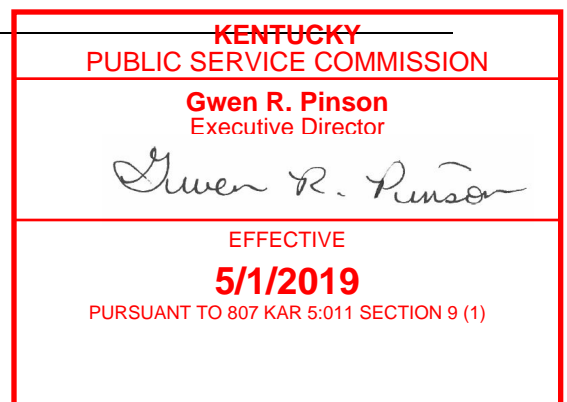 KENTUCKY
PUBLIC SERVICE COMMISSION
Gwen R. Pinson
Executive Director
Gwen R. Pinson
EFFECTIVE
5/1/2019
PURSUANT TO 807 KAR 5:011 SECTION 9 (1)